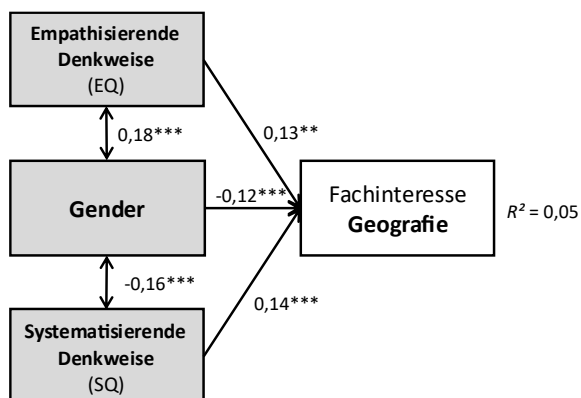 Empathisierende
Denkweise
(EQ)
0,18***
0,13**
Gender
-0,12***
Fachinteresse
Geografie
R² = 0,05
-0,16***
0,14***
Systematisierende
Denkweise
(SQ)